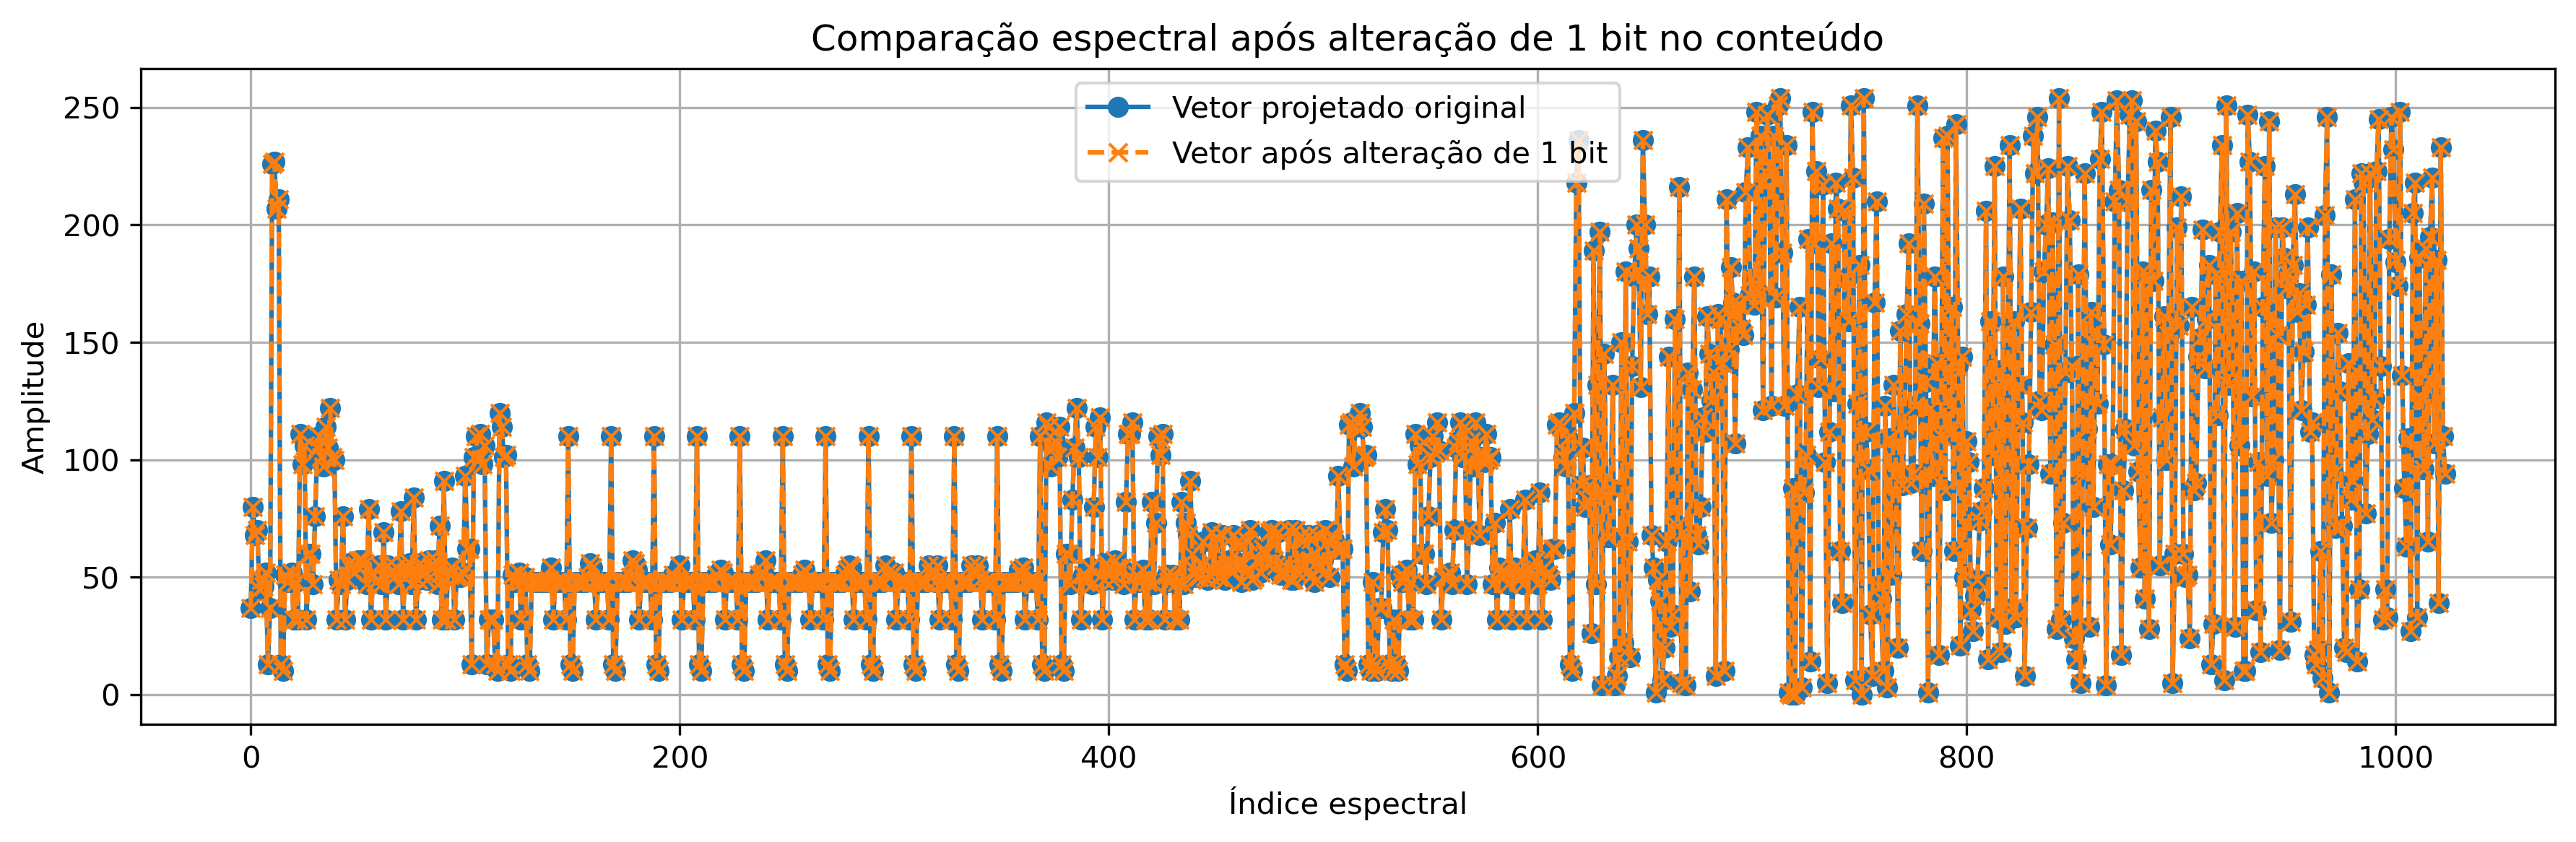 Comparação espectral após alteração de 1 bit no conteúdo
Vetor projetado original
Vetor após alteração de 1 bit
Amplitude
250
200
150
100
50
0
0 200 400 600 800 1000
Índice espectral